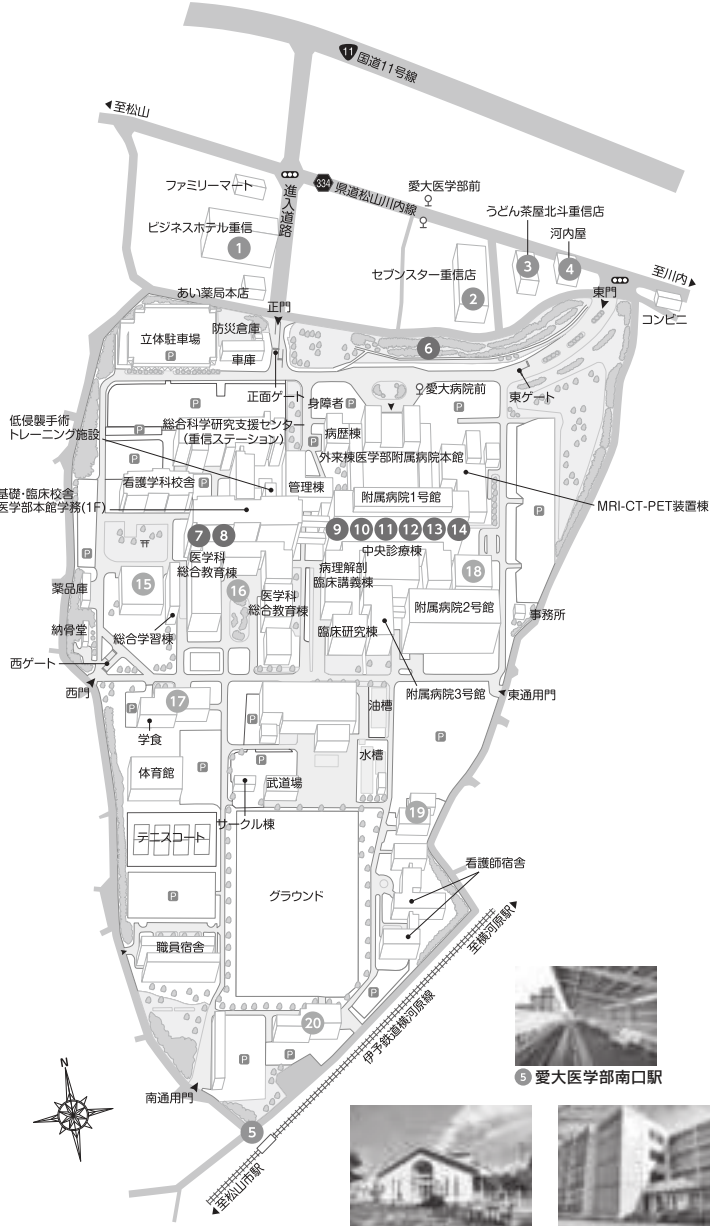 11
国道11号線
至松山
334
県道松山川内線
愛大医学部前
ファミリーマート
進入道路
うどん茶屋北斗重信店
ビジネスホテル重信
河内屋
1
3
4
セブンスター重信店
至川内
2
あい薬局本店
正門
東門
コンビニ
防災倉庫
立体駐車場
P
車庫
6
正面ゲート
東ゲート
身障者P
愛大病院前
P
P
低侵襲手術
トレーニング施設
総合科学研究支援センター
(重信ステーション)
病歴棟
P
外来棟医学部附属病院本館
看護学科校舎
P
管理棟
基礎・臨床校舎
医学部本館学務(1F)
附属病院1号館
MRI-CT-PET装置棟
P
7
8
9
10
11
12
13
14
P
医学科
総合教育棟
中央診療棟
病理解剖
臨床講義棟
18
15
16
薬品庫
医学科
総合教育棟
附属病院2号館
事務所
納骨堂
総合学習棟
臨床研究棟
西ゲート
西門
附属病院3号館
東通用門
17
P
油槽
P
学食
P
体育館
P
P
水槽
武道場
サークル棟
19
テニスコート
看護師宿舎
P
グラウンド
至横河原駅
職員宿舎
P
伊予鉄道横河原線
20
P
P
5 愛大医学部南口駅
N
南通用門
5
至松山市駅